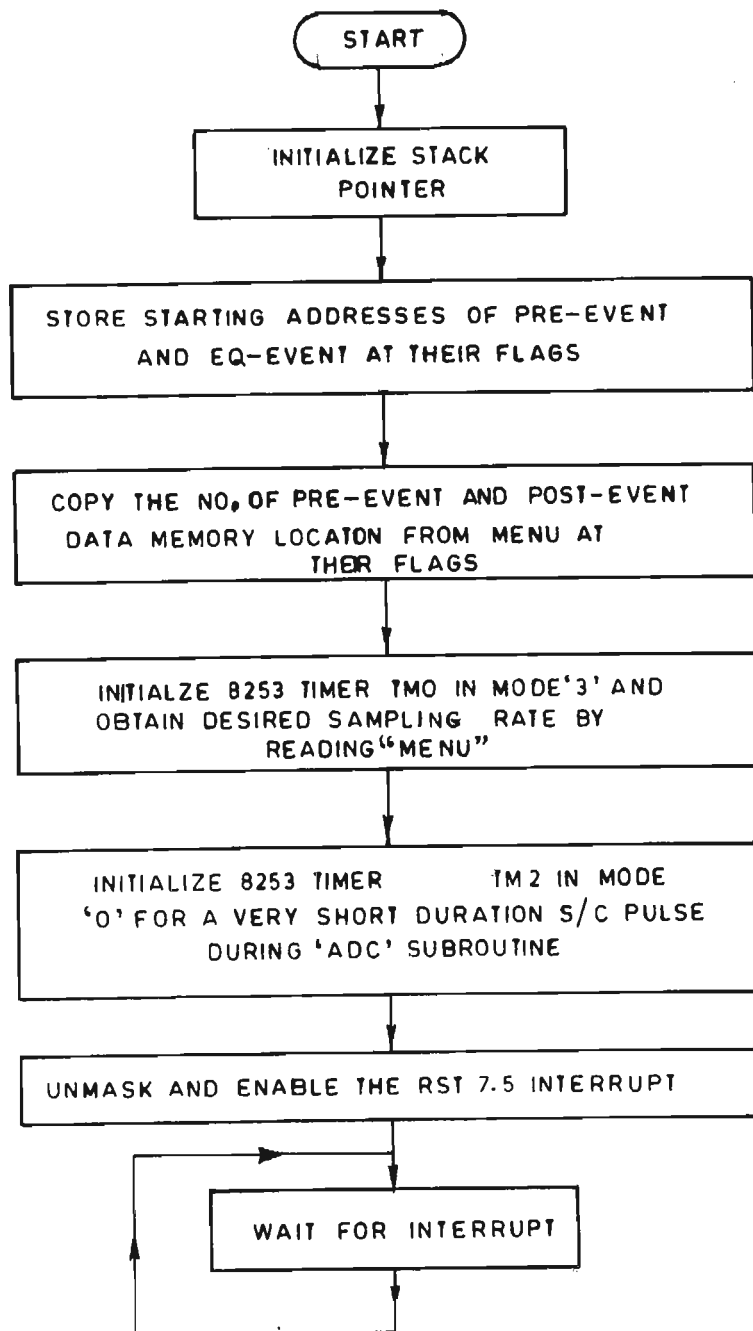 START
INITIALIZE STACK
POINTER
STORE STARTING ADDRESSES OF PRE-EVENT
AND EQ-EVENT AT THEIR FLAGS
COPY THE NO. OF PRE-EVENT AND POST-EVENT
DATA MEMORY LOCATON FROM MENU AT
THEIR FLAGS
INITIALZE 8253 TIMER TMO IN MODE '3' AND
OBTAIN DESIRED SAMPLING RATE BY
READING "MENU"
INITIALIZE 8253 TIMER TM2 IN MODE
'0' FOR A VERY SHORT DURATION S/C PULSE
DURING 'ADC' SUBROUTINE
UNMASK AND ENABLE THE RST 7.5 INTERRUPT
WAIT FOR INTERRUPT